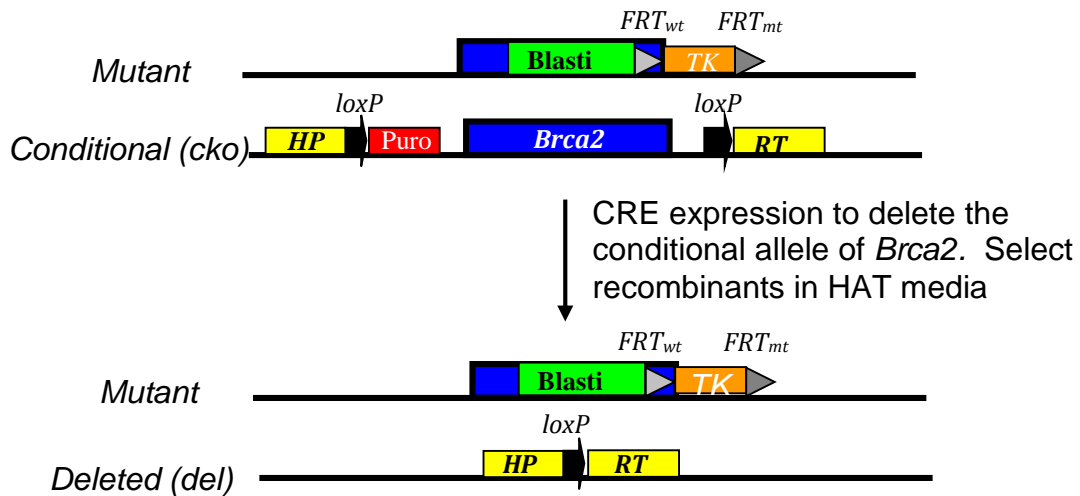 FRTwt FRTmt
Mutant Blasti TK
loxP loxP
Conditional (cko) HP Puro Brca2 RT
CRE expression to delete the
conditional allele of Brca2. Select
recombinants in HAT media
FRTwt FRTmt
Mutant Blasti TK
loxP
Deleted (del) HP RT